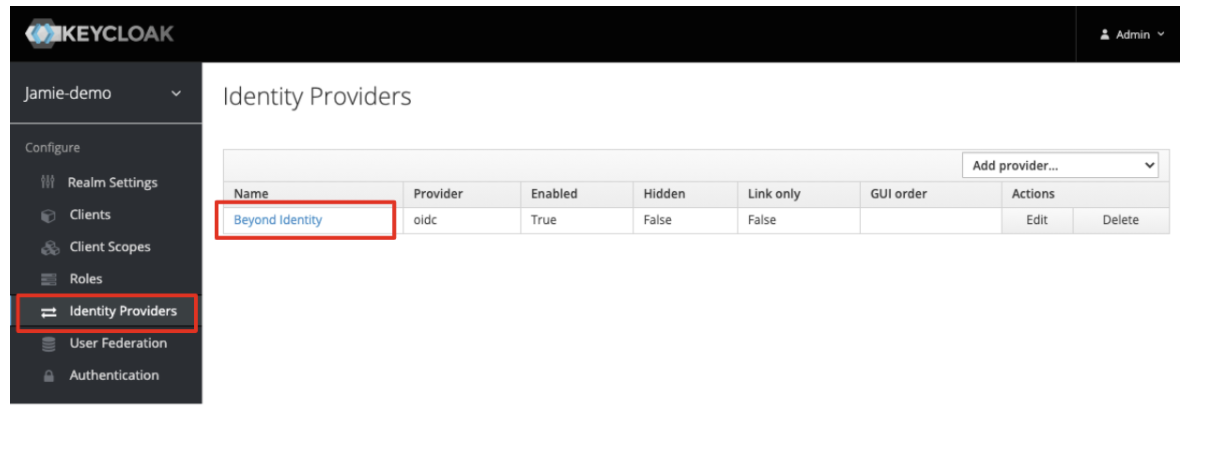 KEYCLOAK
Admin
Jamie-demo
Identity Providers
Configure
Add provider...
Realm Settings
Name Provider Enabled Hidden Link only GUI order Actions
Clients
Beyond Identity oidc True False False Edit Delete
Client Scopes
Roles
Identity Providers
User Federation
Authentication